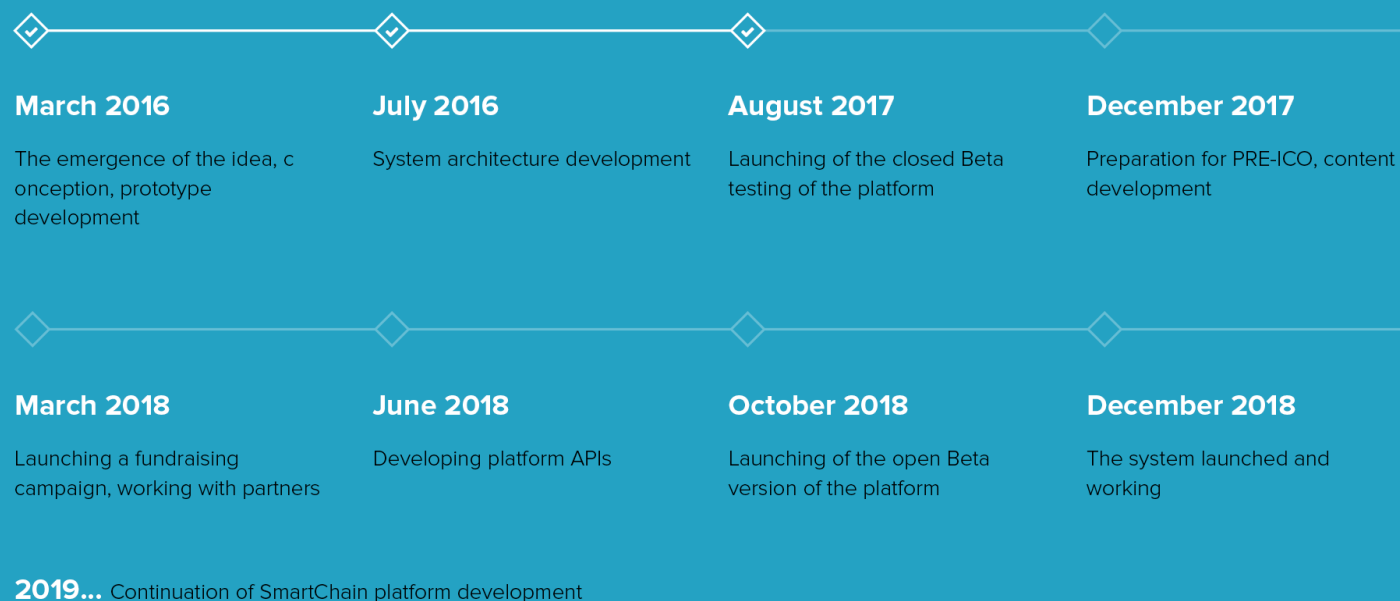 March 2016
The emergence of the idea, c
onception, prototype
development
July 2016
System architecture development
August 2017
Launching of the closed Beta
testing of the platform
December 2017
Preparation for PRE-ICO, content
development
March 2018
Launching a fundraising
campaign, working with partners
June 2018
Developing platform APIs
October 2018
Launching of the open Beta
version of the platform
December 2018
The system launched and
working
2019... Continuation of SmartChain platform development